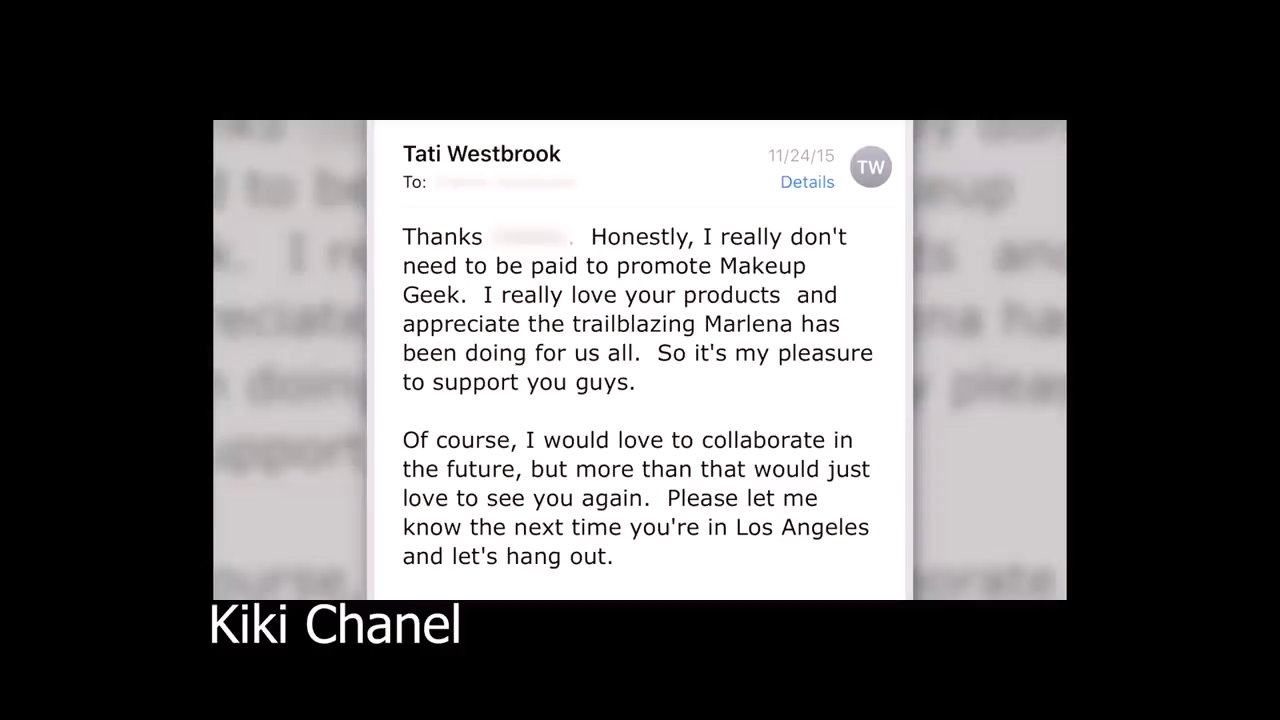 Tati Westbrook
11/24/15
TW
To:
Details
Thanks . Honestly, I really don't
need to be paid to promote Makeup
Geek. I really love your products and
appreciate the trailblazing Marlena has
been doing for us all. So it's my pleasure
to support you guys.
Of course, I would love to collaborate in
the future, but more than that would just
love to see you again. Please let me
know the next time you're in Los Angeles
and let's hang out.
Kiki Chanel